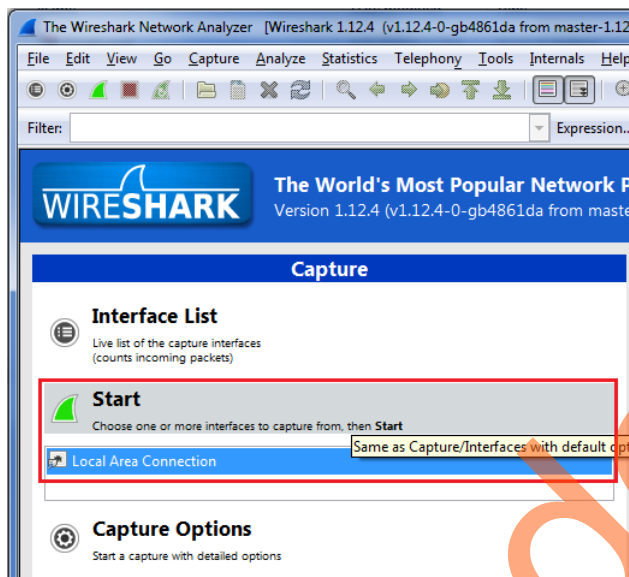 The Wireshark Network Analyzer [Wireshark 1.12.4 (v1.12.4-0-gb4861da from master-1.12
File Edit View Go Capture Analyze Statistics Telephony Tools Internals Help
Filter: Expression..
WIRESHARK
The World's Most Popular Network P
Version 1.12.4 (v1.12.4-0-gb4861da from maste
Capture
Interface List
Live list of the capture interfaces
(counts incoming packets)
Start
Choose one or more interfaces to capture from, then Start
Same as Capture/Interfaces with default opt
Local Area Connection
Capture Options
Start a capture with detailed options